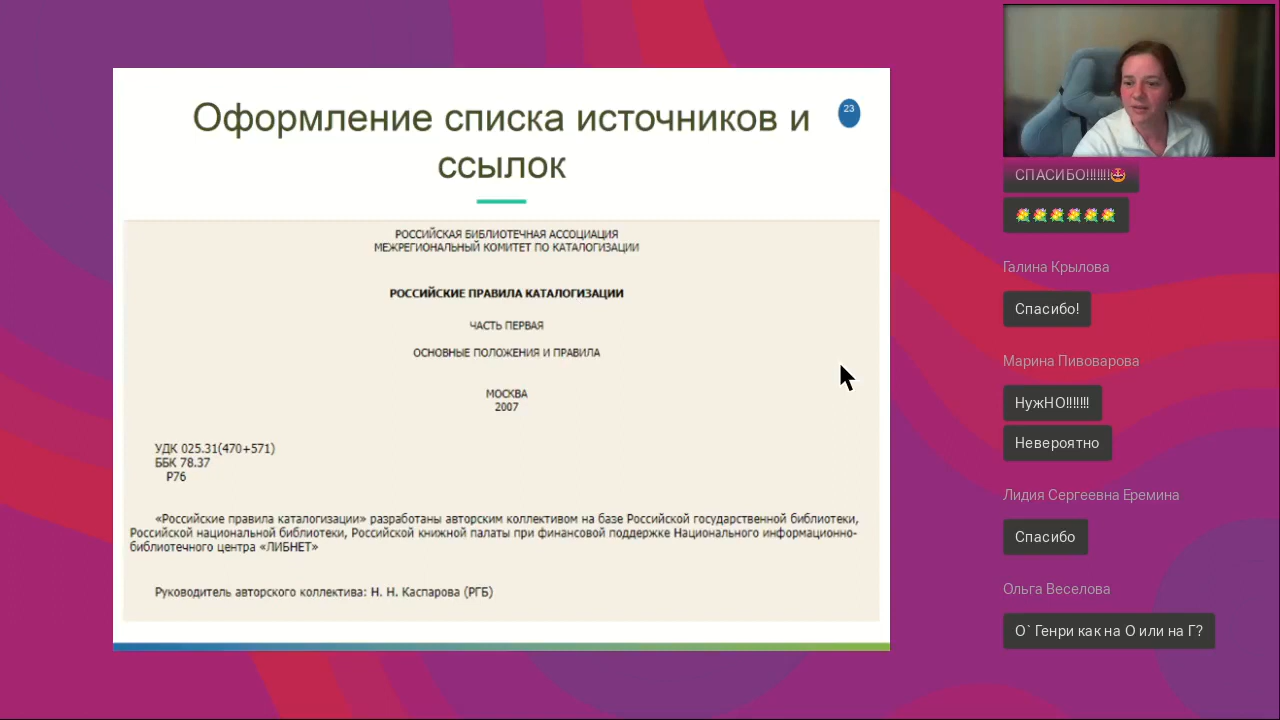 Оформление списка источников и
ссылок
23
РОССИЙСКАЯ БИБЛИОТЕЧНАЯ АССОЦИАЦИЯ
МЕЖРЕГИОНАЛЬНЫЙ КОМИТЕТ ПО КАТАЛОГИЗАЦИИ
РОССИЙСКИЕ ПРАВИЛА КАТАЛОГИЗАЦИИ
ЧАСТЬ ПЕРВАЯ
ОСНОВНЫЕ ПОЛОЖЕНИЯ И ПРАВИЛА
МОСКВА
2007
УДК 025.31(470+571)
ББК 78.37
Р76
«Российские правила каталогизации» разработаны авторским коллективом на базе Российской государственной библиотеки,
Российской национальной библиотеки, Российской книжной палаты при финансовой поддержке Национального информационно-
библиотечного центра «ЛИБНЕТ»
Руководитель авторского коллектива: Н. Н. Каспарова (РГБ)
СПАСИБО!!!!!!!🤩
💐💐💐💐💐💐
Галина Крылова
Спасибо!
Марина Пивоварова
НужНО!!!!!!!
Невероятно
Лидия Сергеевна Еремина
Спасибо
Ольга Веселова
О` Генри как на О или на Г?